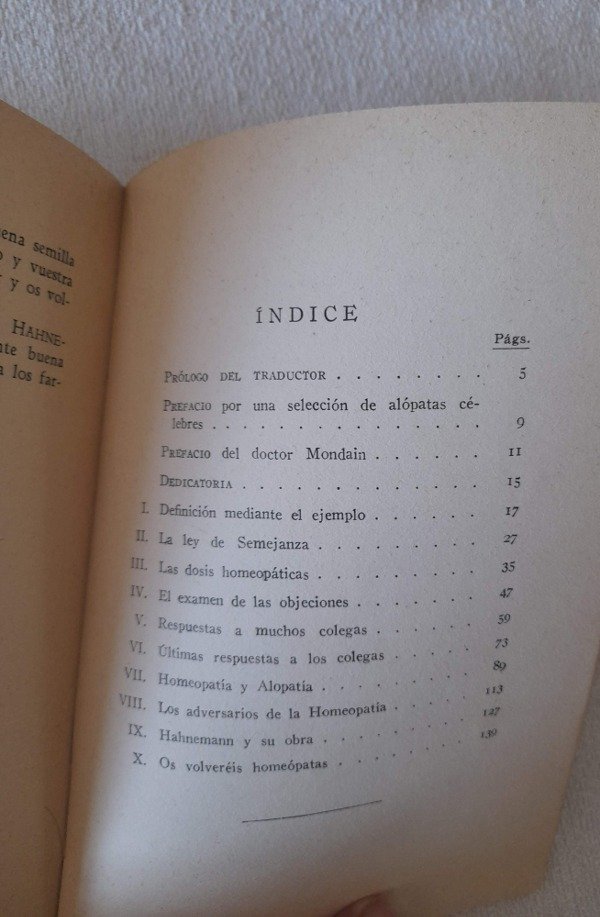 ena semilla
o y vuestra
y os vol-
HAHNE-
nte buena
a los far-
ÍNDICE
Págs.
PRÓLOGO DEL TRADUCTOR . . . . . . . . 5
PREFACIO por una selección de alópatas cé-
lebres . . . . . . . . . . . . . . . 9
PREFACIO del doctor Mondain . . . . . . 11
DEDICATORIA . . . . . . . . . . . . . 15
I. Definición mediante el ejemplo . . . . . . 17
II. La ley de Semejanza . . . . . . . . 27
III. Las dosis homeopáticas . . . . . . . . 35
IV. El examen de las objeciones . . . . . . 47
V. Respuestas a muchos colegas . . . . . 59
VI. Últimas respuestas a los colegas . . . . 73
VII. Homeopatía y Alopatía . . . . . . . . 89
VIII. Los adversarios de la Homeopatía . . . . 113
IX. Hahnemann y su obra . . . . . . . . 127
X. Os volveréis homeópatas . . . . . . . 139